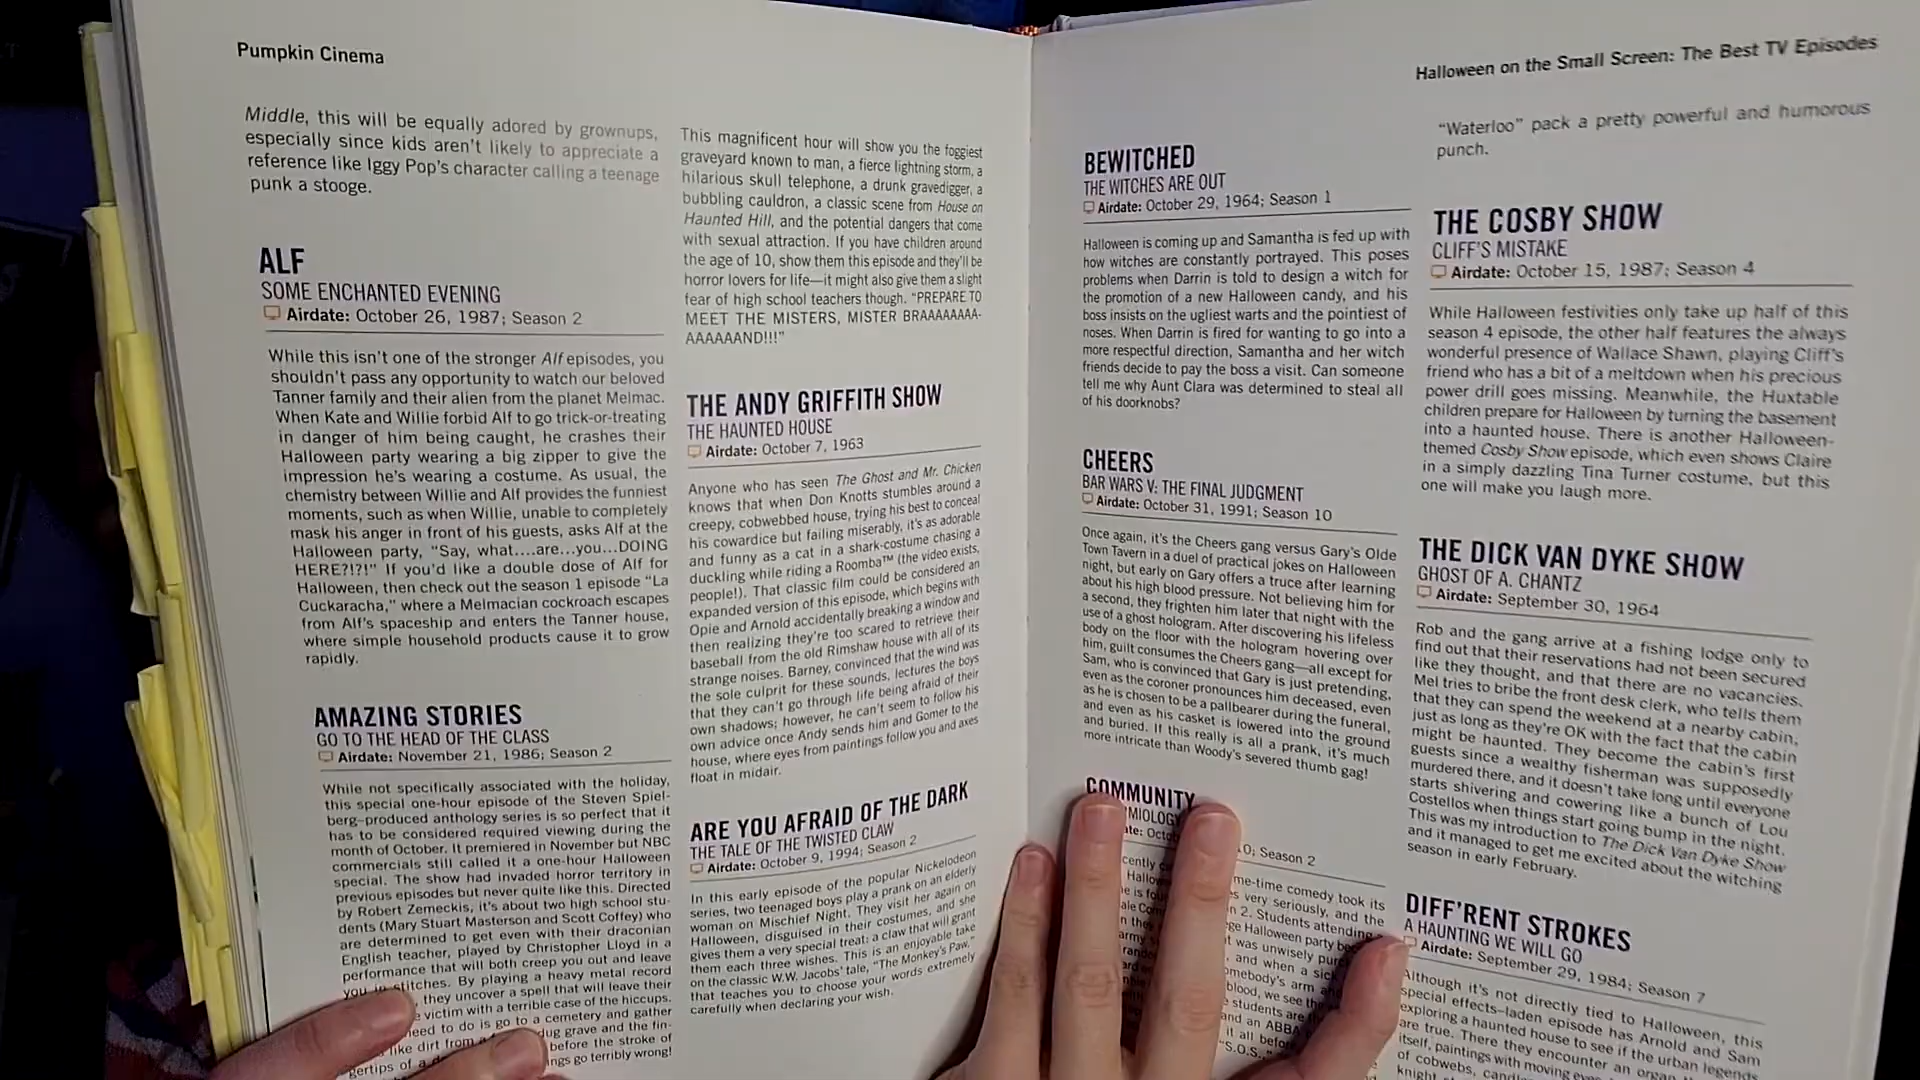 Pumpkin Cinema
Middle, this will be equally adored by grownups,
especially since kids aren't likely to appreciate a
reference like Iggy Pop's character calling a teenage
punk a stooge.
ALF
SOME ENCHANTED EVENING
Airdate: October 26, 1987; Season 2
While this isn't one of the stronger Alf episodes, you
shouldn't pass any opportunity to watch our beloved
Tanner family and their alien from the planet Melmac.
When Kate and Willie forbid Alf to go trick-or-treating
in danger of him being caught, he crashes their
Halloween party wearing a big zipper to give the
impression he's wearing a costume. As usual, the
chemistry between Willie and Alf provides the funniest
moments, such as when Willie, unable to completely
mask his anger in front of his guests, asks Alf at the
Halloween party, "Say, what....are...you...DOING
HERE?!?!" If you'd like a double dose of Alf for
Halloween, then check out the season 1 episode "La
Cuckaracha," where a Melmacian cockroach escapes
from Alf's spaceship and enters the Tanner house,
where simple household products cause it to grow
rapidly.
AMAZING STORIES
GO TO THE HEAD OF THE CLASS
Airdate: November 21, 1986; Season 2
While not specifically associated with the holiday,
this special one-hour episode of the Steven Spiel-
berg-produced anthology series is so perfect that it
has to be considered required viewing during the
month of October. It premiered in November but NBC
commercials still called it a one-hour Halloween
special. The show had invaded horror territory in
previous episodes but never quite like this. Directed
by Robert Zemeckis, it's about two high school stu-
dents (Mary Stuart Masterson and Scott Coffey) who
are determined to get even with their draconian
English teacher, played by Christopher Lloyd in a
performance that will both creep you out and leave
you in stitches. By playing a heavy metal record
they uncover a spell that will leave their
victim with a terrible case of the hiccups.
need to do is go to a cemetery and gather
like dirt from a dug grave and the fin-
gertips of a before the stroke of
ngs go terribly wrong!
This magnificent hour will show you the foggiest
graveyard known to man, a fierce lightning storm, a
hilarious skull telephone, a drunk gravedigger, a
bubbling cauldron, a classic scene from House on
Haunted Hill, and the potential dangers that come
with sexual attraction. If you have children around
the age of 10, show them this episode and they'll be
horror lovers for life—it might also give them a slight
fear of high school teachers though. "PREPARE TO
MEET THE MISTERS, MISTER BRAAAAAAAA-
AAAAAAAND!!!"
THE ANDY GRIFFITH SHOW
THE HAUNTED HOUSE
Airdate: October 7, 1963
Anyone who has seen The Ghost and Mr. Chicken
knows that when Don Knotts stumbles around a
creepy, cobwebbed house, trying his best to conceal
his cowardice but failing miserably, it's as adorable
and funny as a cat in a shark-costume chasing a
duckling while riding a Roomba™ (the video exists,
people!). That classic film could be considered an
expanded version of this episode, which begins with
Opie and Arnold accidentally breaking a window and
then realizing they're too scared to retrieve their
baseball from the old Rimshaw house with all of its
strange noises. Barney, convinced that the wind was
the sole culprit for these sounds, lectures the boys
that they can't go through life being afraid of their
own shadows; however, he can't seem to follow his
own advice once Andy sends him and Gomer to the
house, where eyes from paintings follow you and axes
float in midair.
ARE YOU AFRAID OF THE DARK
THE TALE OF THE TWISTED CLAW
Airdate: October 9, 1994; Season 2
In this early episode of the popular Nickelodeon
series, two teenaged boys play a prank on an elderly
woman on Mischief Night. They visit her again on
Halloween, disguised in their costumes, and she
gives them a very special treat: a claw that will grant
them each three wishes. This is an enjoyable take
on the classic W.W. Jacobs' tale, "The Monkey's Paw,"
that teaches you to choose your words extremely
carefully when declaring your wish.
Halloween on the Small Screen: The Best TV Episodes
BEWITCHED
THE WITCHES ARE OUT
Airdate: October 29, 1964; Season 1
Halloween is coming up and Samantha is fed up with
how witches are constantly portrayed. This poses
problems when Darrin is told to design a witch for
the promotion of a new Halloween candy, and his
boss insists on the ugliest warts and the pointiest of
noses. When Darrin is fired for wanting to go into a
more respectful direction, Samantha and her witch
friends decide to pay the boss a visit. Can someone
tell me why Aunt Clara was determined to steal all
of his doorknobs?
CHEERS
BAR WARS V: THE FINAL JUDGMENT
Airdate: October 31, 1991; Season 10
Once again, it's the Cheers gang versus Gary's Olde
Town Tavern in a duel of practical jokes on Halloween
night, but early on Gary offers a truce after learning
about his high blood pressure. Not believing him for
a second, they frighten him later that night with the
use of a ghost hologram. After discovering his lifeless
body on the floor with the hologram hovering over
him, guilt consumes the Cheers gang—all except for
Sam, who is convinced that Gary is just pretending,
even as the coroner pronounces him deceased, even
as he is chosen to be a pallbearer during the funeral,
and even as his casket is lowered into the ground
and buried. If this really is all a prank, it's much
more intricate than Woody's severed thumb gag!
COMMUNITY
MIOLOGY
0; Season 2
me-time comedy took its
very seriously, and the
n 2. Students attending
ge Halloween party
was unwisely
and when a sick
omebody's arm
blood, we see the
students are
and an ABBA
it all before
"S.O.S."
"Waterloo" pack a pretty powerful and humorous
punch.
THE COSBY SHOW
CLIFF'S MISTAKE
Airdate: October 15, 1987; Season 4
While Halloween festivities only take up half of this
season 4 episode, the other half features the always
wonderful presence of Wallace Shawn, playing Cliff's
friend who has a bit of a meltdown when his precious
power drill goes missing. Meanwhile, the Huxtable
children prepare for Halloween by turning the basement
into a haunted house. There is another Halloween-
themed Cosby Show episode, which even shows Claire
in a simply dazzling Tina Turner costume, but this
one will make you laugh more.
THE DICK VAN DYKE SHOW
GHOST OF A. CHANTZ
Airdate: September 30, 1964
Rob and the gang arrive at a fishing lodge only to
find out that their reservations had not been secured
like they thought, and that there are no vacancies.
Mel tries to bribe the front desk clerk, who tells them
that they can spend the weekend at a nearby cabin,
just as long as they're OK with the fact that the cabin
might be haunted. They become the cabin's first
guests since a wealthy fisherman was supposedly
murdered there, and it doesn't take long until everyone
starts shivering and cowering like a bunch of Lou
Costellos when things start going bump in the night.
This was my introduction to The Dick Van Dyke Show
and it managed to get me excited about the witching
season in early February.
DIFF'RENT STROKES
A HAUNTING WE WILL GO
Airdate: September 29, 1984; Season 7
Although it's not directly tied to Halloween, this
special effects-laden episode has Arnold and Sam
exploring a haunted house to see if the urban legends
are true. There they encounter an organ
itself, paintings with moving eyes
of cobwebs,
knight